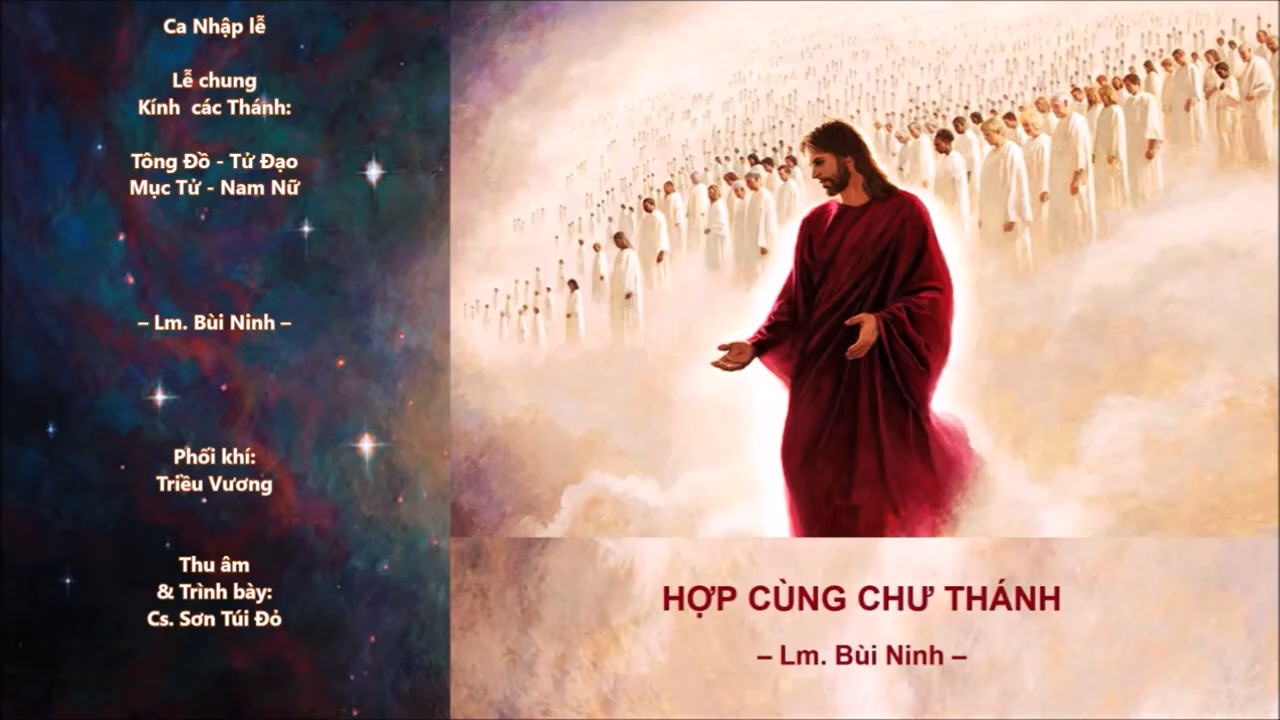 Ca Nhập lễ
Lễ chung
Kính các Thánh:
Tông Đồ - Tử Đạo
Mục Tử - Nam Nữ
– Lm. Bùi Ninh –
Phối khí:
Triều Vương
Thu âm
& Trình bày:
Cs. Sơn Túi Đỏ
HỢP CÙNG CHƯ THÁNH
– Lm. Bùi Ninh –